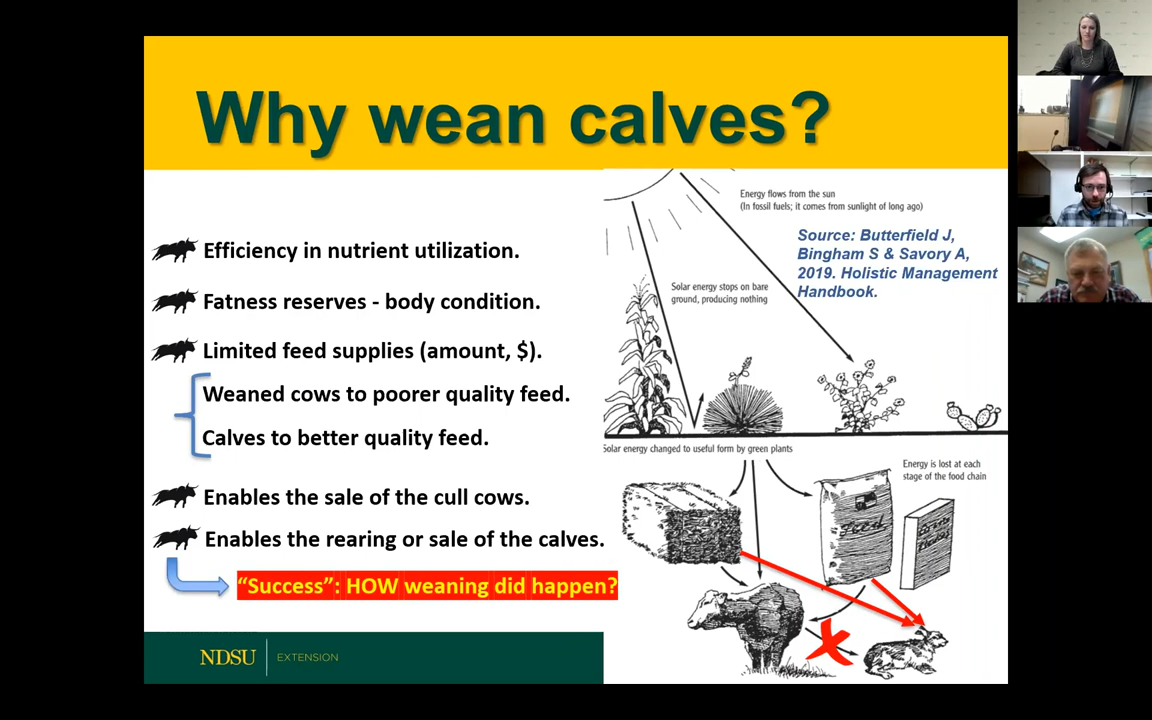 Why wean calves?
Efficiency in nutrient utilization.
Fatness reserves - body condition.
Limited feed supplies (amount, $).
Weaned cows to poorer quality feed.
Calves to better quality feed.
Enables the sale of the cull cows.
Enables the rearing or sale of the calves.
“Success”: HOW weaning did happen?
NDSU EXTENSION
Energy flows from the sun
(In fossil fuels; it comes from sunlight of long ago)
Source: Butterfield J,
Bingham S & Savory A,
2019. Holistic Management
Handbook.
Solar energy stops on bare
ground, producing nothing
Solar energy changed to useful form by green plants
Energy is lost at each
stage of the food chain
Feed